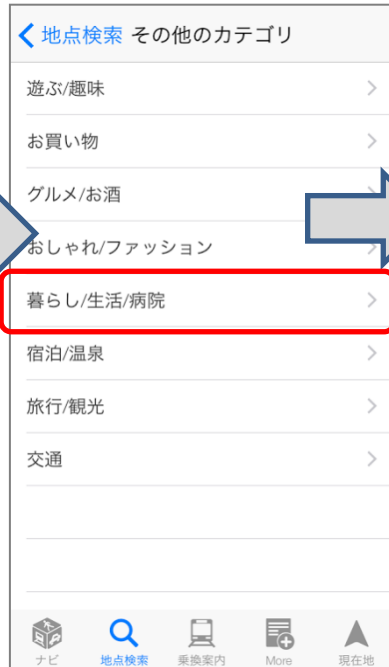 地点検索 その他のカテゴリ
遊ぶ/趣味
お買い物
グルメ/お酒
おしゃれ/ファッション
暮らし/生活/病院
宿泊/温泉
旅行/観光
交通
ナビ 地点検索 乗換案内 More 現在地